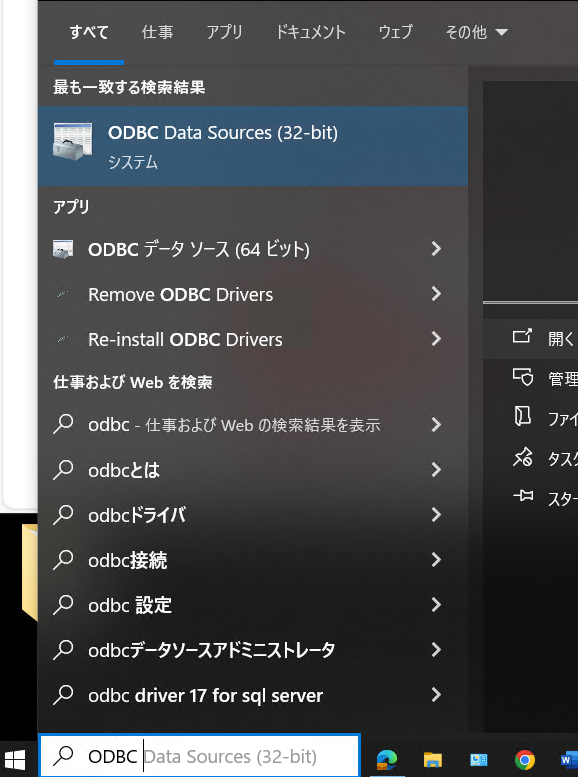 すべて 仕事 アプリ ドキュメント ウェブ その他
最も一致する検索結果
ODBC Data Sources (32-bit)
システム
アプリ
ODBC データ ソース (64 ビット)
Remove ODBC Drivers
Re-install ODBC Drivers
仕事および Web を検索
odbc - 仕事および Web の検索結果を表示
odbcとは
odbcドライバ
odbc接続
odbc 設定
odbcデータソースアドミニストレータ
odbc driver 17 for sql server
ODBC Data Sources (32-bit)
開く
管理
ファイ
タスク
スター